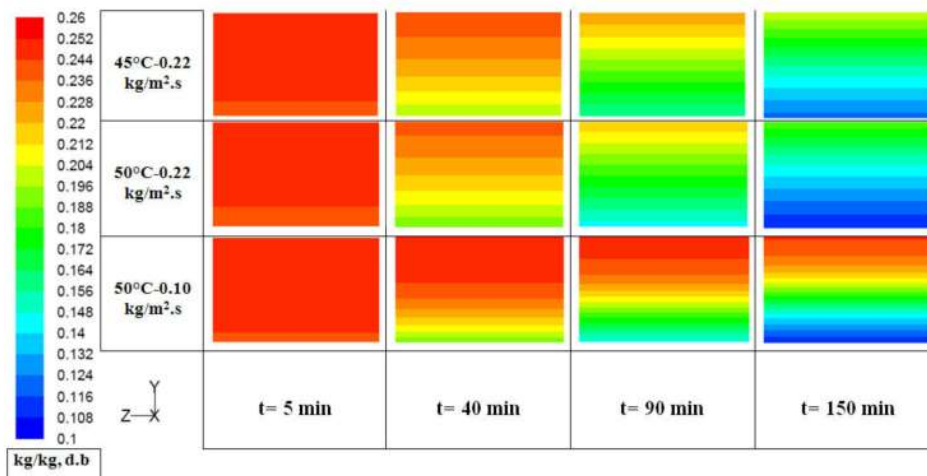 0.26
0.252
0.244
0.236
0.228
0.22
0.212
0.204
0.196
0.188
0.18
0.172
0.164
0.156
0.148
0.14
0.132
0.124
0.116
0.108
0.1
kg/kg, d.b
45°C-0.22
kg/m².s
50°C-0.22
kg/m².s
50°C-0.10
kg/m².s
Y
Z X
t= 5 min
t= 40 min
t= 90 min
t= 150 min